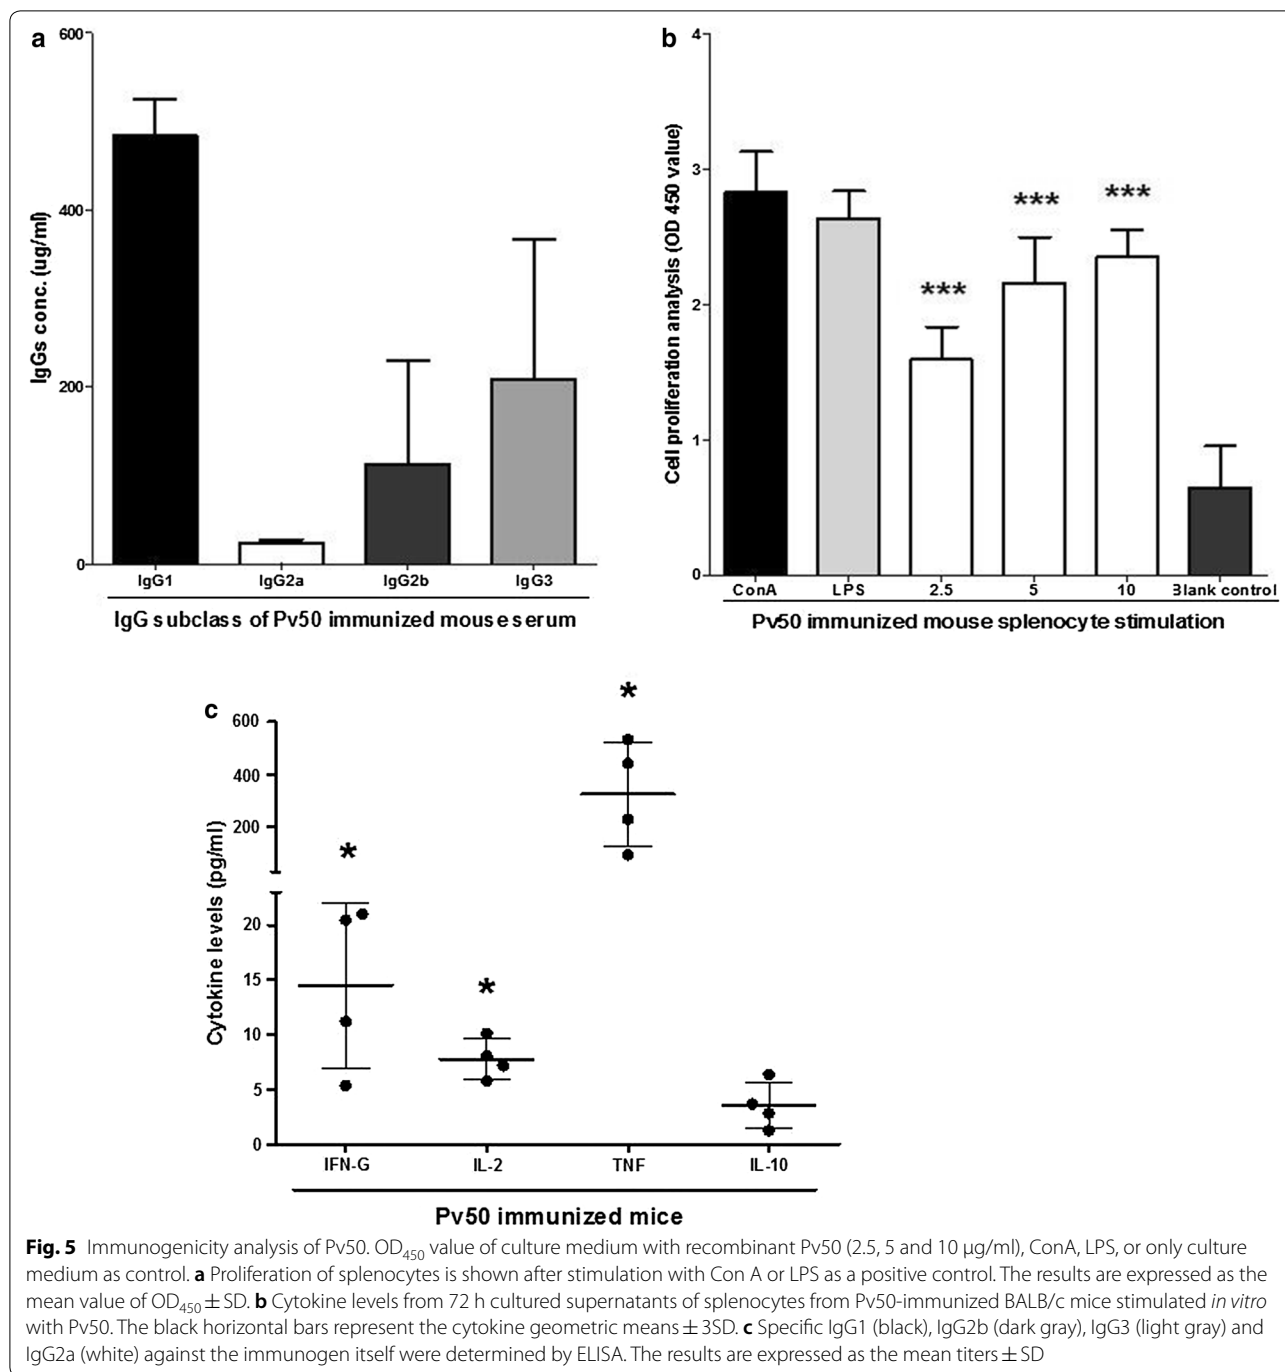 a
600
400
200
0
IgGs conc. (ug/ml)
IgG1 IgG2a IgG2b IgG3
IgG subclass of Pv50 immunized mouse serum
b
4
3
2
1
0
Cell proliferation analysis (OD 450 value)
*** *** ***
ConA LPS 2.5 5 10 3lank control
Pv50 immunized mouse splenocyte stimulation
c
600
400
200
20
15
10
5
0
Cytokine levels (pg/ml)
* * *
IFN-G IL-2 TNF IL-10
Pv50 immunized mice
Fig. 5 Immunogenicity analysis of Pv50. OD450 value of culture medium with recombinant Pv50 (2.5, 5 and 10 µg/ml), ConA, LPS, or only culture
medium as control. a Proliferation of splenocytes is shown after stimulation with Con A or LPS as a positive control. The results are expressed as the
mean value of OD450 ± SD. b Cytokine levels from 72 h cultured supernatants of splenocytes from Pv50-immunized BALB/c mice stimulated in vitro
with Pv50. The black horizontal bars represent the cytokine geometric means ± 3SD. c Specific IgG1 (black), IgG2b (dark gray), IgG3 (light gray) and
IgG2a (white) against the immunogen itself were determined by ELISA. The results are expressed as the mean titers ± SD